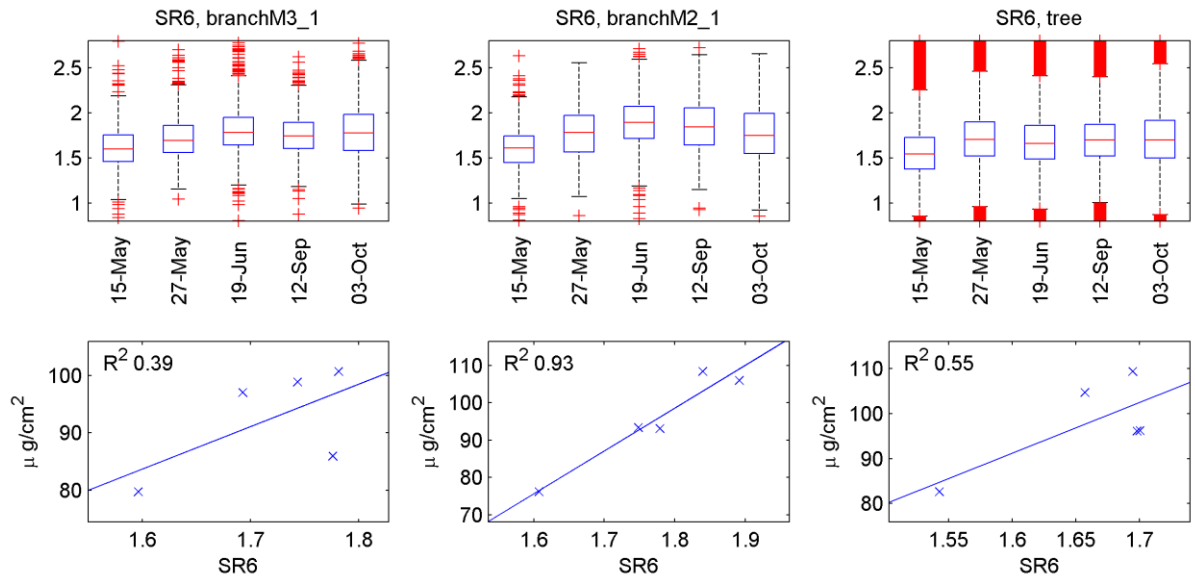 SR6, branchM3_1
SR6, branchM2_1
SR6, tree
2.5
2
1.5
1
15-May
27-May
19-Jun
12-Sep
03-Oct
2.5
2
1.5
1
15-May
27-May
19-Jun
12-Sep
03-Oct
2.5
2
1.5
1
15-May
27-May
19-Jun
12-Sep
03-Oct
R² 0.39
μ g/cm²
100
90
80
1.6
1.7
1.8
SR6
R² 0.93
μ g/cm²
110
100
90
80
70
1.6
1.7
1.8
1.9
SR6
R² 0.55
μ g/cm²
110
100
90
80
1.55
1.6
1.65
1.7
SR6